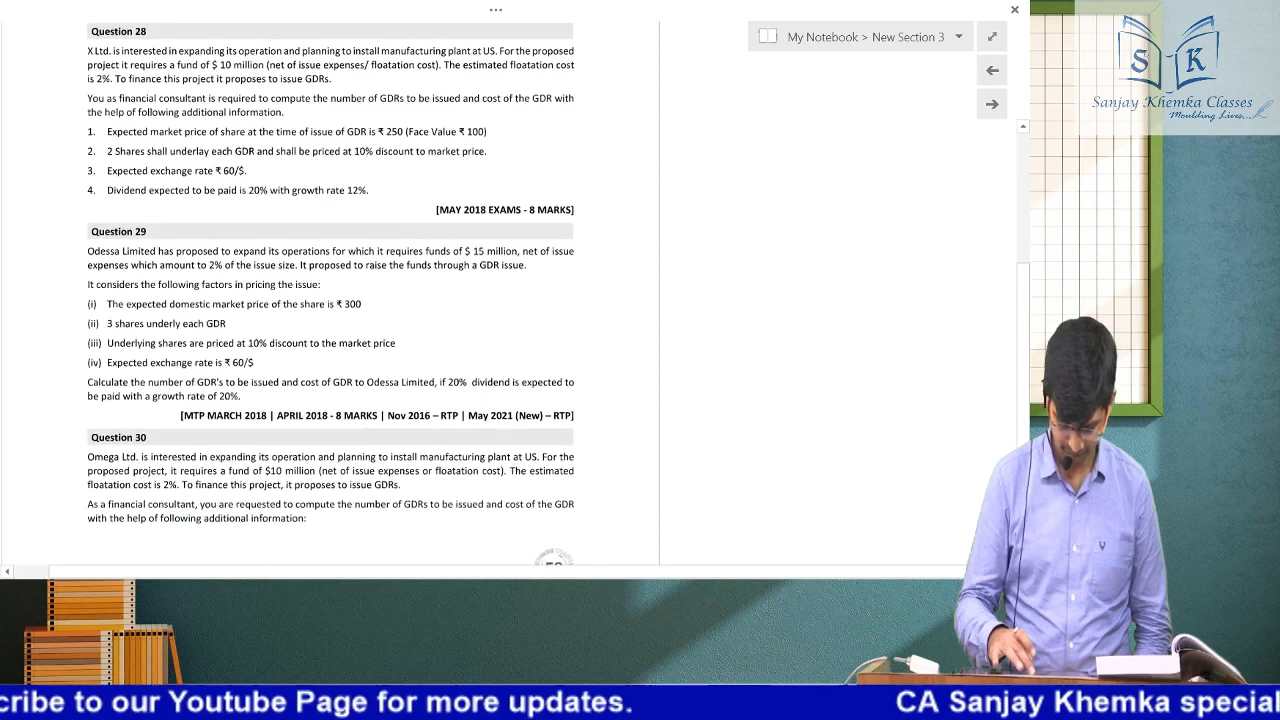 Question 28
X Ltd. is interested in expanding its operation and planning to install manufacturing plant at US. For the proposed
project it requires a fund of $ 10 million (net of issue expenses/ floatation cost). The estimated floatation cost
is 2%. To finance this project it proposes to issue GDRs.
You as financial consultant is required to compute the number of GDRs to be issued and cost of the GDR with
the help of following additional information.
1. Expected market price of share at the time of issue of GDR is ₹ 250 (Face Value ₹ 100)
2. 2 Shares shall underlay each GDR and shall be priced at 10% discount to market price.
3. Expected exchange rate ₹ 60/$.
4. Dividend expected to be paid is 20% with growth rate 12%.
[MAY 2018 EXAMS - 8 MARKS]
Question 29
Odessa Limited has proposed to expand its operations for which it requires funds of $ 15 million, net of issue
expenses which amount to 2% of the issue size. It proposed to raise the funds through a GDR issue.
It considers the following factors in pricing the issue:
(i) The expected domestic market price of the share is ₹ 300
(ii) 3 shares underly each GDR
(iii) Underlying shares are priced at 10% discount to the market price
(iv) Expected exchange rate is ₹ 60/$
Calculate the number of GDR's to be issued and cost of GDR to Odessa Limited, if 20% dividend is expected to
be paid with a growth rate of 20%.
[MTP MARCH 2018 | APRIL 2018 - 8 MARKS | Nov 2016 – RTP | May 2021 (New) – RTP]
Question 30
Omega Ltd. is interested in expanding its operation and planning to install manufacturing plant at US. For the
proposed project, it requires a fund of $10 million (net of issue expenses or floatation cost). The estimated
floatation cost is 2%. To finance this project, it proposes to issue GDRs.
As a financial consultant, you are requested to compute the number of GDRs to be issued and cost of the GDR
with the help of following additional information:
My Notebook > New Section 3
S K
Sanjay Khemka Classes
Moulding Lives...
cribe to our Youtube Page for more updates. CA Sanjay Khemka special